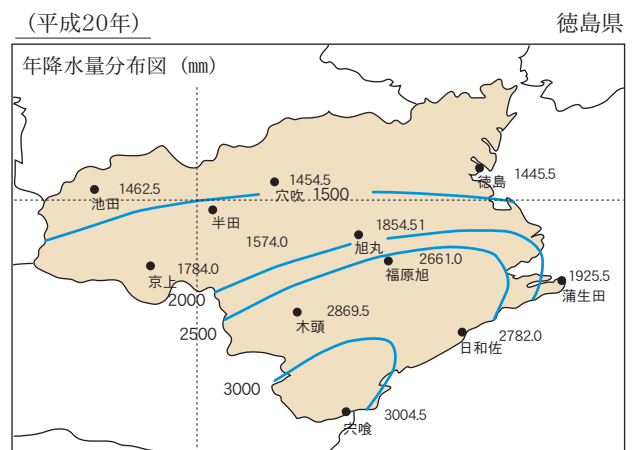 (平成20年)
徳島県
年降水量分布図 (㎜)
1445.5
徳島
1454.5
穴吹
1500
1462.5
池田
半田
1574.0
1854.51
旭丸
2661.0
福原旭
1784.0
京上
1925.5
蒲生田
2000
2500
2869.5
木頭
2782.0
日和佐
3000
3004.5
宍喰